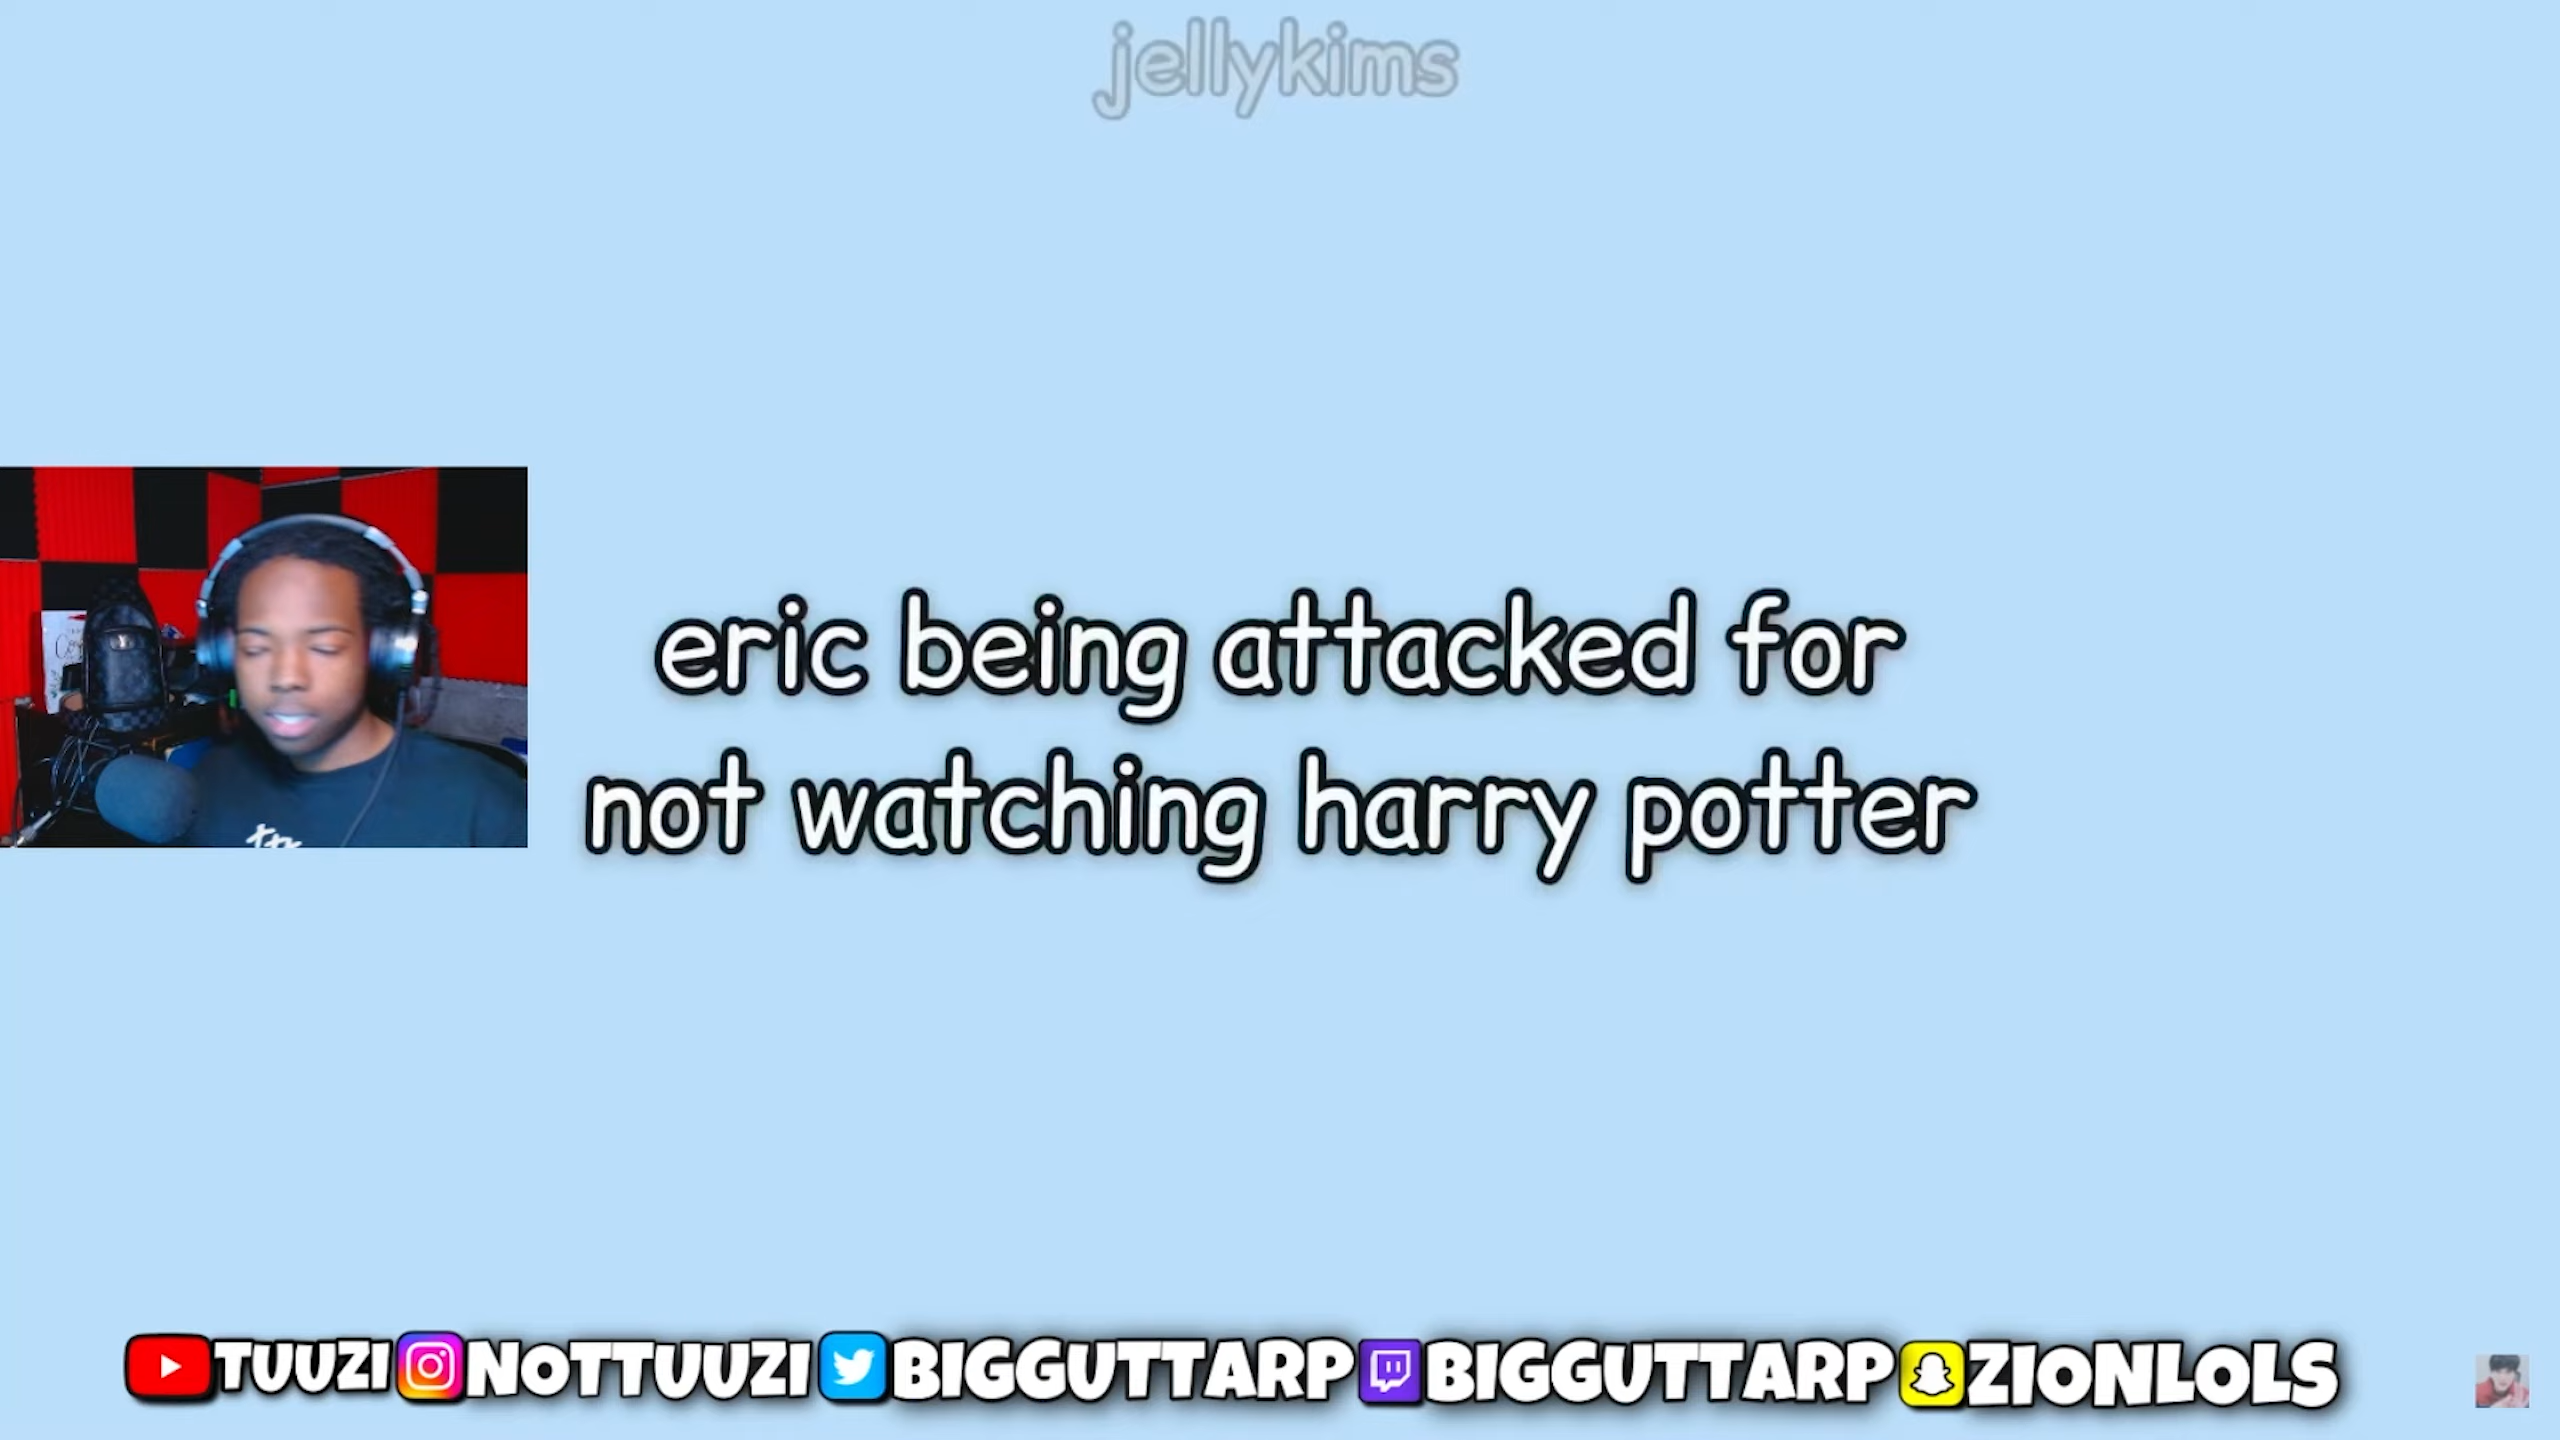 jellykims
eric being attacked for
not watching harry potter
TUUZI NOTTUUZI BIGGUTTARP BIGGUTTARP ZIONLOLS